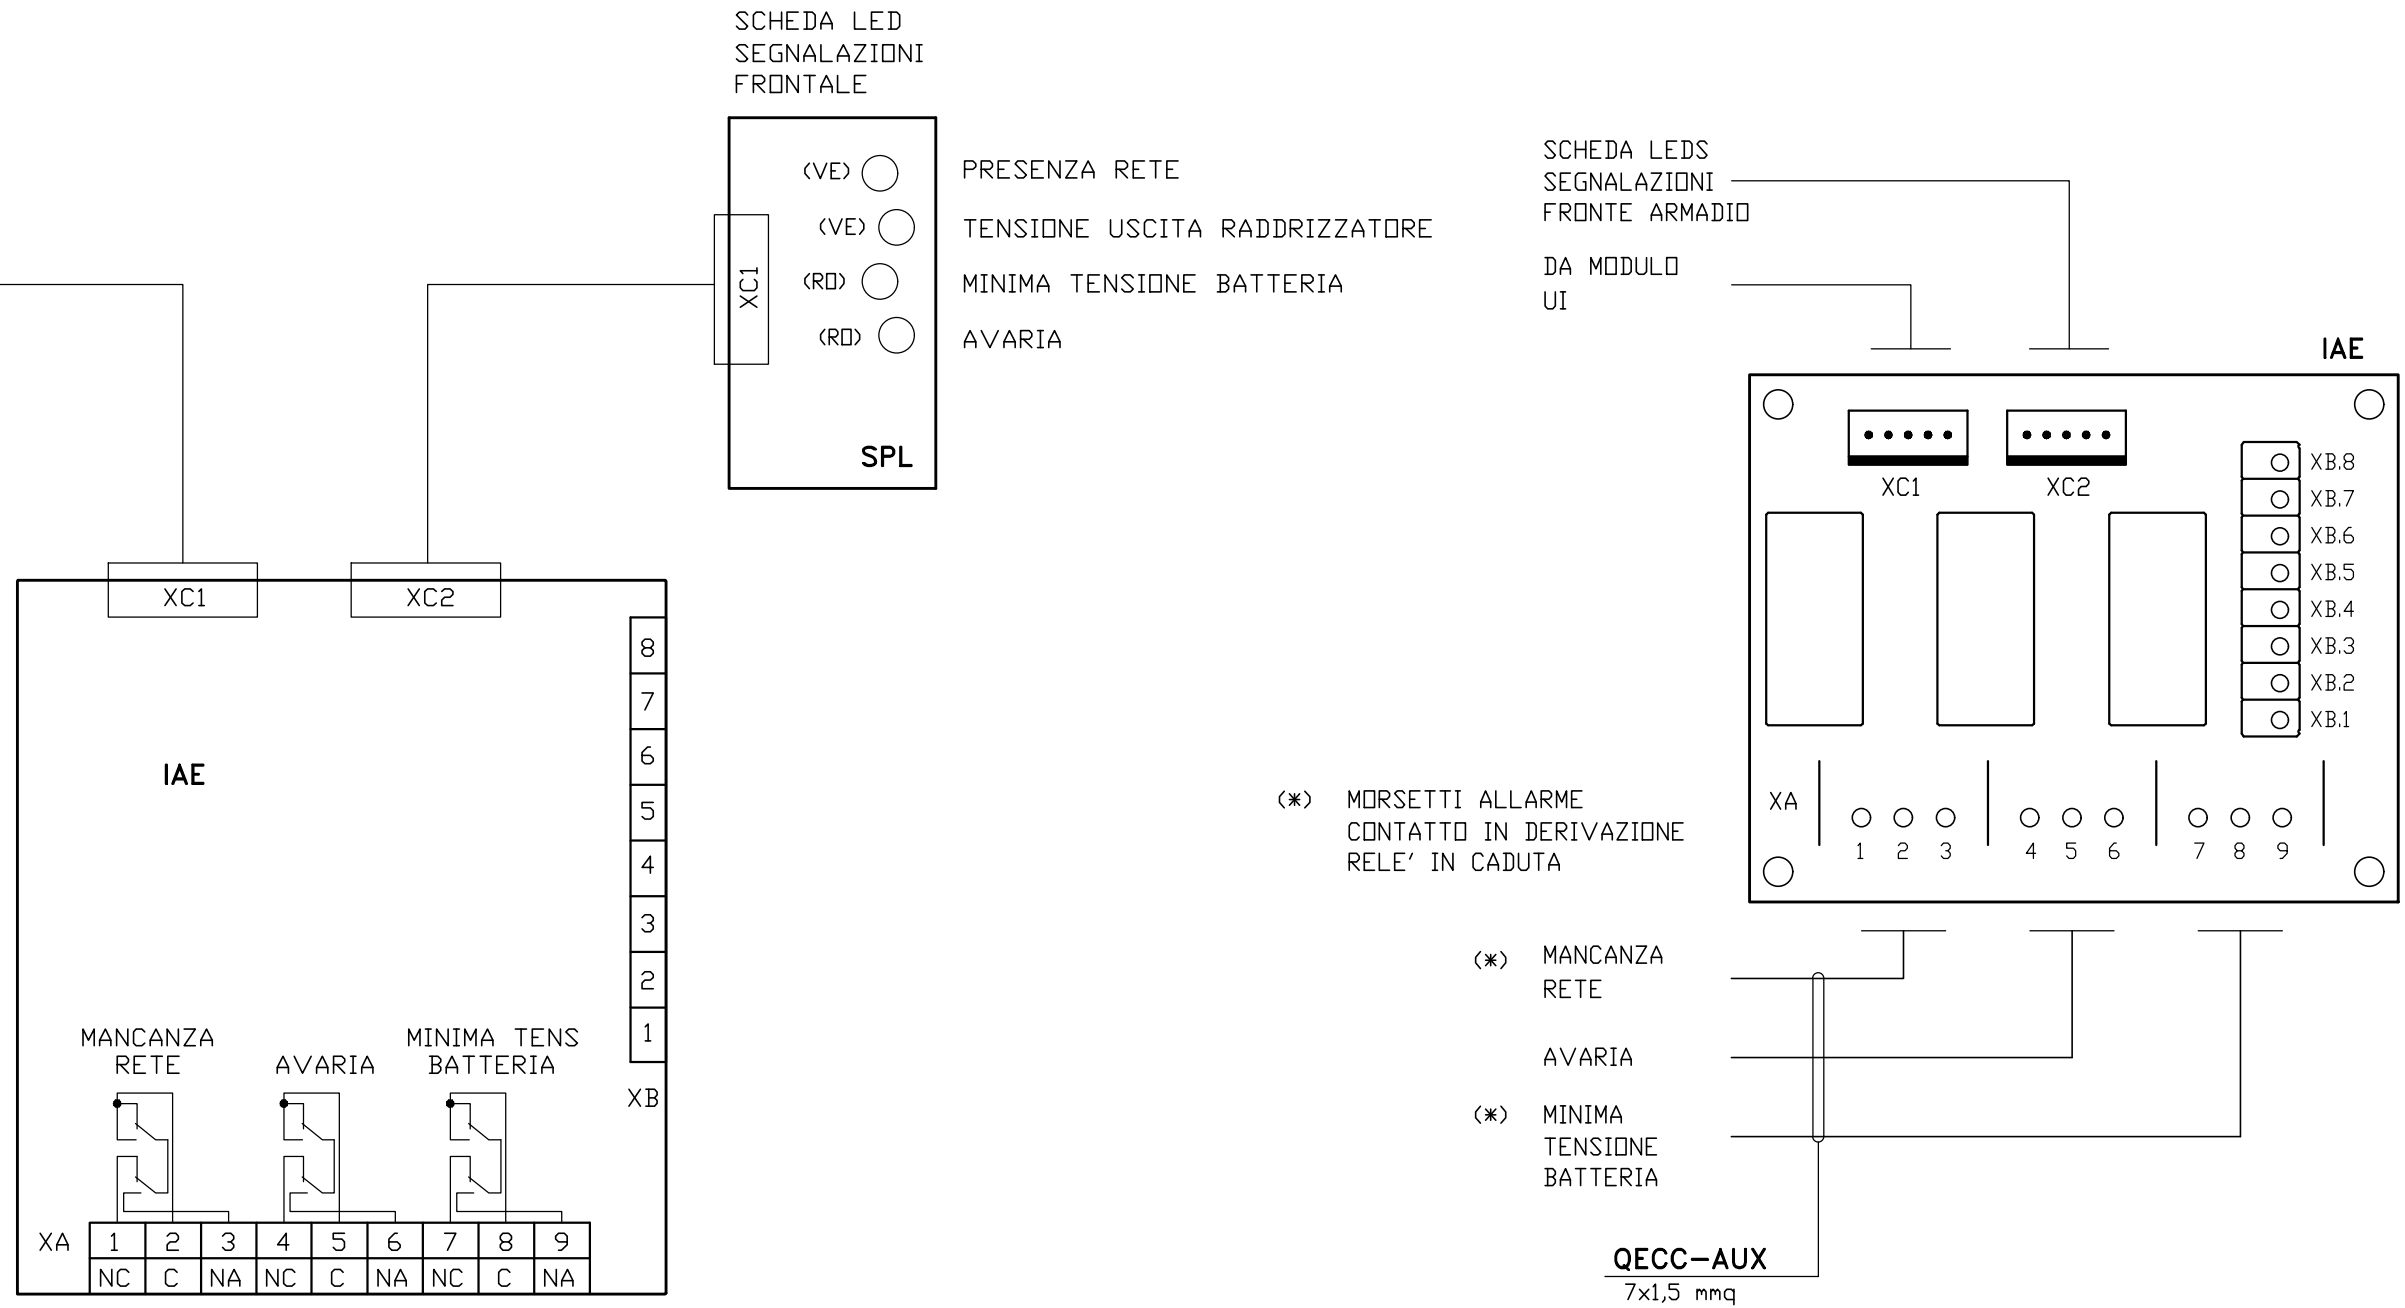 SCHEDA LED
SEGNALAZIONI
FRONTALE
(VE) PRESENZA RETE
(VE) TENSIONE USCITA RADDRIZZATORE
(RO) MINIMA TENSIONE BATTERIA
(RO) AVARIA
XC1
SPL
XC1
XC2
8
7
6
5
4
3
2
1
XB
IAE
MANCANZA
RETE
AVARIA
MINIMA TENS
BATTERIA
XA 1 2 3 4 5 6 7 8 9
NC C NA NC C NA NC C NA
SCHEDA LEDS
SEGNALAZIONI
FRONTE ARMADIO
DA MODULO
UI
IAE
XC1
XC2
XB.8
XB.7
XB.6
XB.5
XB.4
XB.3
XB.2
XB.1
XA
1 2 3 4 5 6 7 8 9
(*) MORSETTI ALLARME
CONTATTO IN DERIVAZIONE
RELE' IN CADUTA
(*) MANCANZA
RETE
AVARIA
(*) MINIMA
TENSIONE
BATTERIA
QECC-AUX
7x1,5 mmq